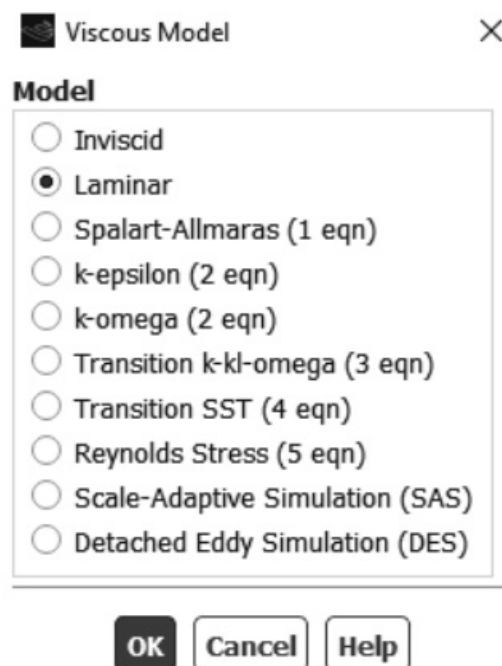 Viscous Model
Model
Inviscid
Laminar
Spalart-Allmaras (1 eqn)
k-epsilon (2 eqn)
k-omega (2 eqn)
Transition k-kl-omega (3 eqn)
Transition SST (4 eqn)
Reynolds Stress (5 eqn)
Scale-Adaptive Simulation (SAS)
Detached Eddy Simulation (DES)
OK Cancel Help